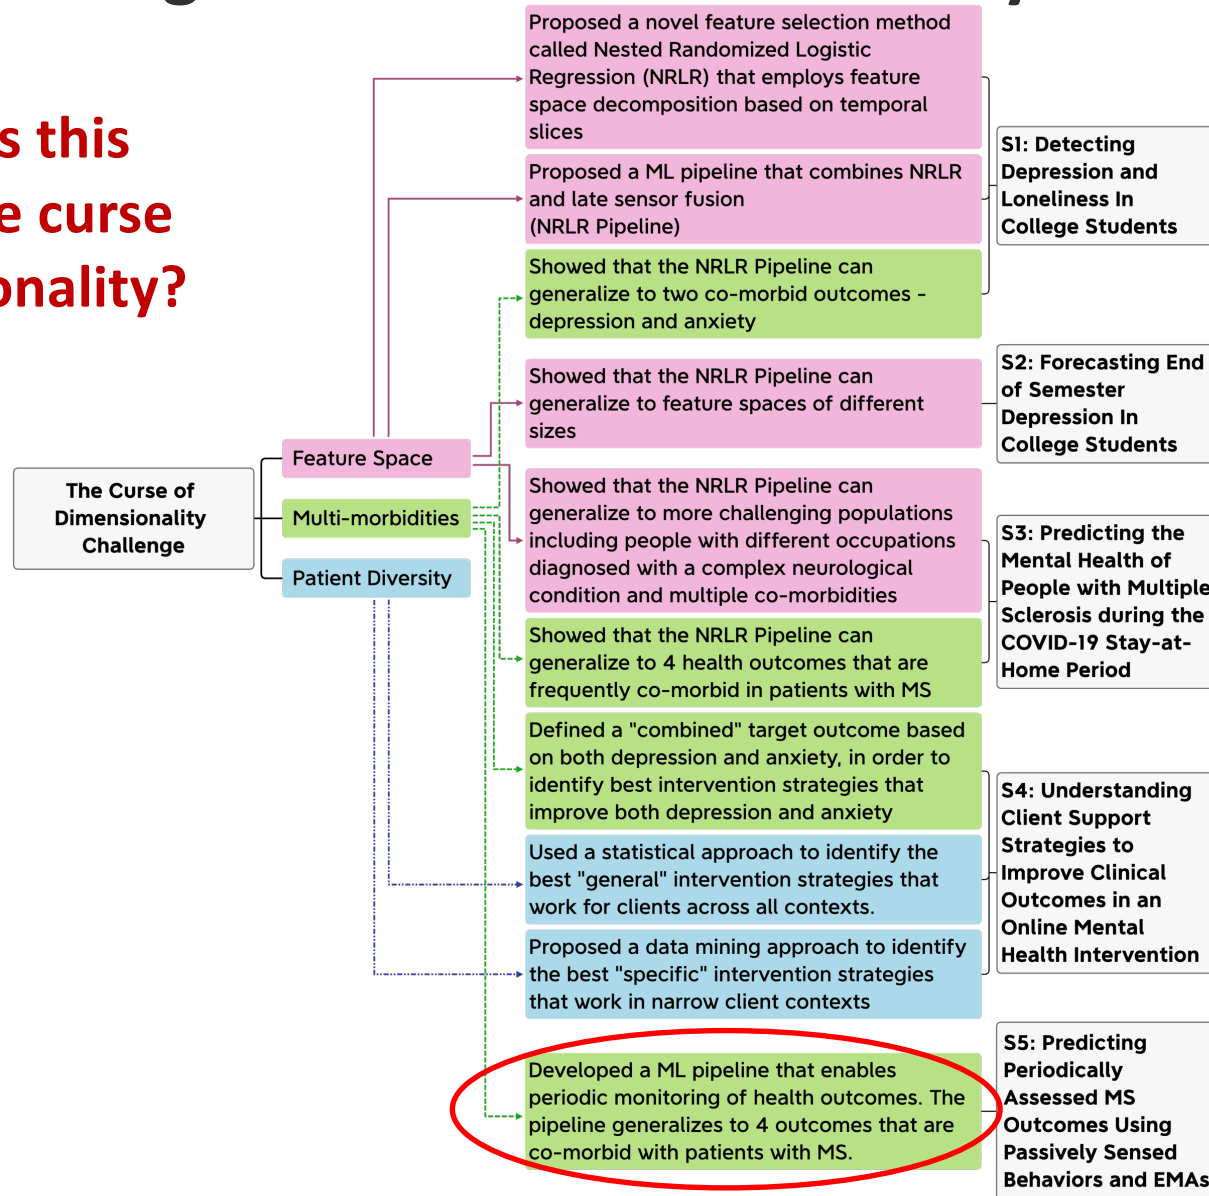 s this
e curse
onality?
The Curse of
Dimensionality
Challenge
Feature Space
Multi-morbidities
Patient Diversity
Proposed a novel feature selection method
called Nested Randomized Logistic
Regression (NRLR) that employs feature
space decomposition based on temporal
slices
Proposed a ML pipeline that combines NRLR
and late sensor fusion
(NRLR Pipeline)
Showed that the NRLR Pipeline can
generalize to two co-morbid outcomes -
depression and anxiety
Showed that the NRLR Pipeline can
generalize to feature spaces of different
sizes
Showed that the NRLR Pipeline can
generalize to more challenging populations
including people with different occupations
diagnosed with a complex neurological
condition and multiple co-morbidities
Showed that the NRLR Pipeline can
generalize to 4 health outcomes that are
frequently co-morbid in patients with MS
Defined a "combined" target outcome based
on both depression and anxiety, in order to
identify best intervention strategies that
improve both depression and anxiety
Used a statistical approach to identify the
best "general" intervention strategies that
work for clients across all contexts.
Proposed a data mining approach to identify
the best "specific" intervention strategies
that work in narrow client contexts
Developed a ML pipeline that enables
periodic monitoring of health outcomes. The
pipeline generalizes to 4 outcomes that are
co-morbid with patients with MS.
S1: Detecting
Depression and
Loneliness In
College Students
S2: Forecasting End
of Semester
Depression In
College Students
S3: Predicting the
Mental Health of
People with Multiple
Sclerosis during the
COVID-19 Stay-at-
Home Period
S4: Understanding
Client Support
Strategies to
Improve Clinical
Outcomes in an
Online Mental
Health Intervention
S5: Predicting
Periodically
Assessed MS
Outcomes Using
Passively Sensed
Behaviors and EMAs